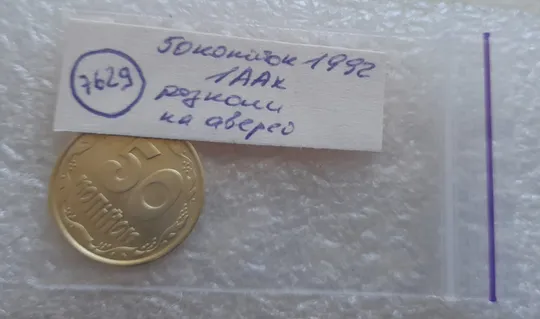 50 копійок 1992
1ААк
7629
розколи
на аверсі
50
КОПІЙОК